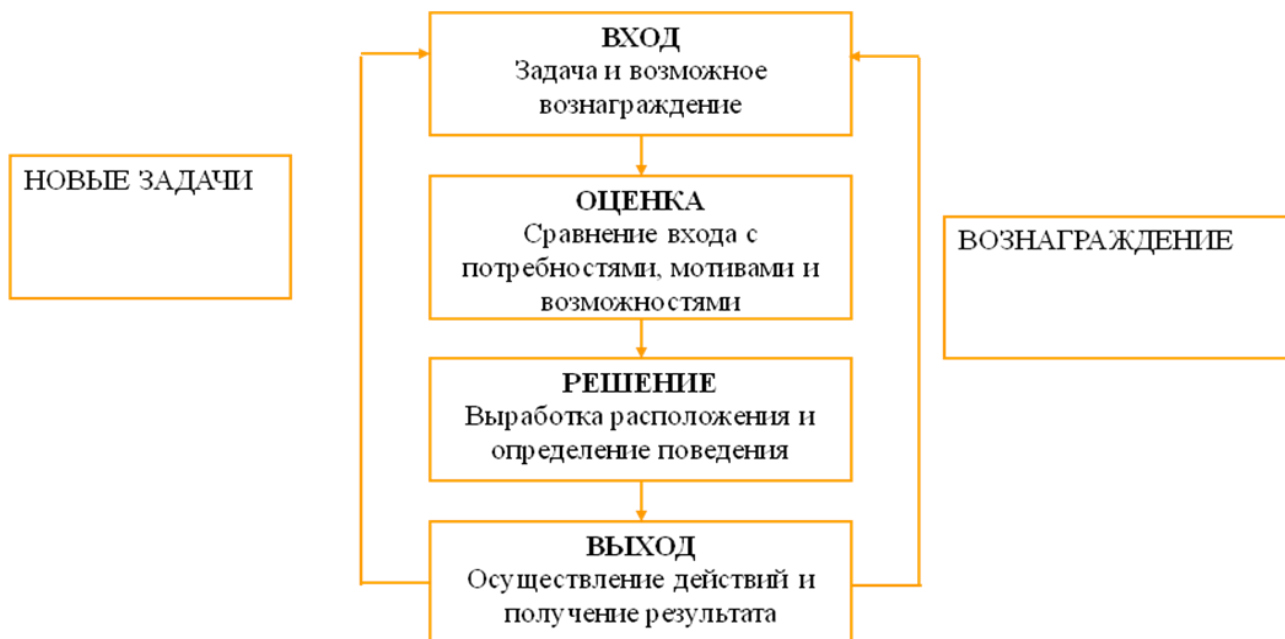 ВХОД
Задача и возможное
вознаграждение
НОВЫЕ ЗАДАЧИ
ОЦЕНКА
Сравнение входа с
потребностями, мотивами и
возможностями
ВОЗНАГРАЖДЕНИЕ
РЕШЕНИЕ
Выработка расположения и
определение поведения
ВЫХОД
Осуществление действий и
получение результата